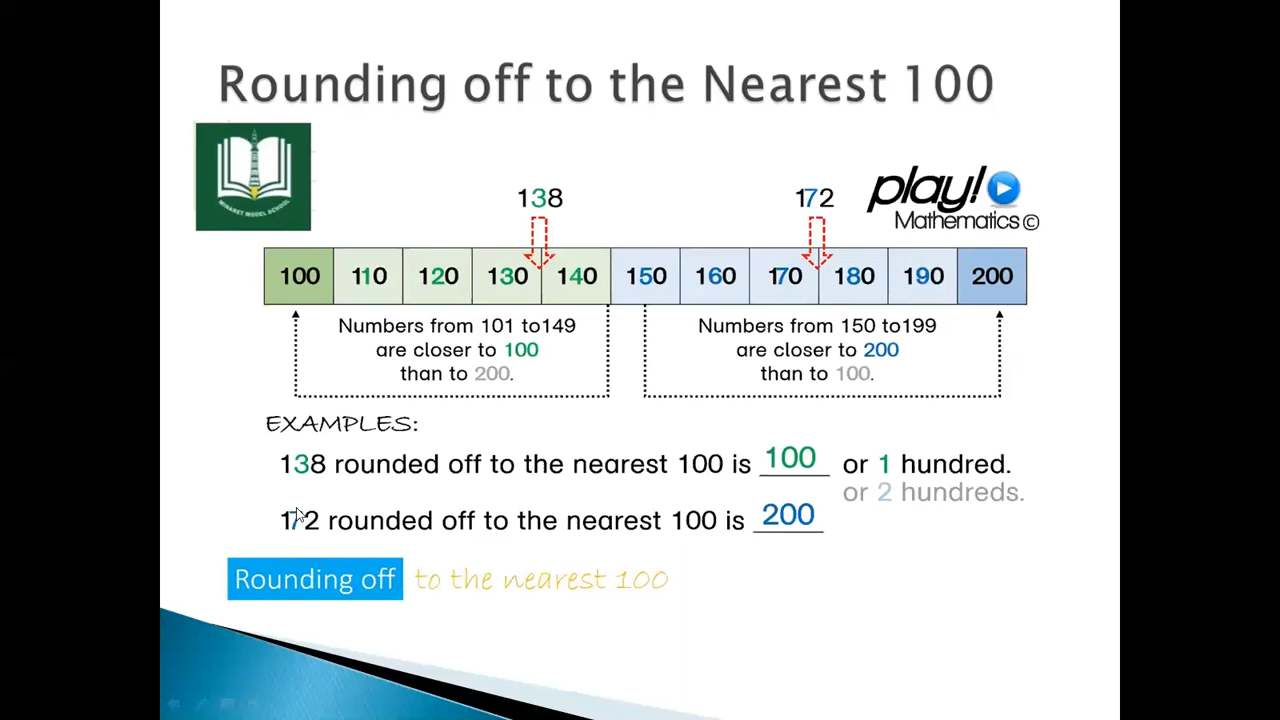 Rounding off to the Nearest 100
MINARET MODEL SCHOOL
138
172
play!
Mathematics©
100 110 120 130 140 150 160 170 180 190 200
Numbers from 101 to149
are closer to 100
than to 200.
Numbers from 150 to199
are closer to 200
than to 100.
EXAMPLES:
138 rounded off to the nearest 100 is 100 or 1 hundred.
or 2 hundreds.
172 rounded off to the nearest 100 is 200
Rounding off to the nearest 100